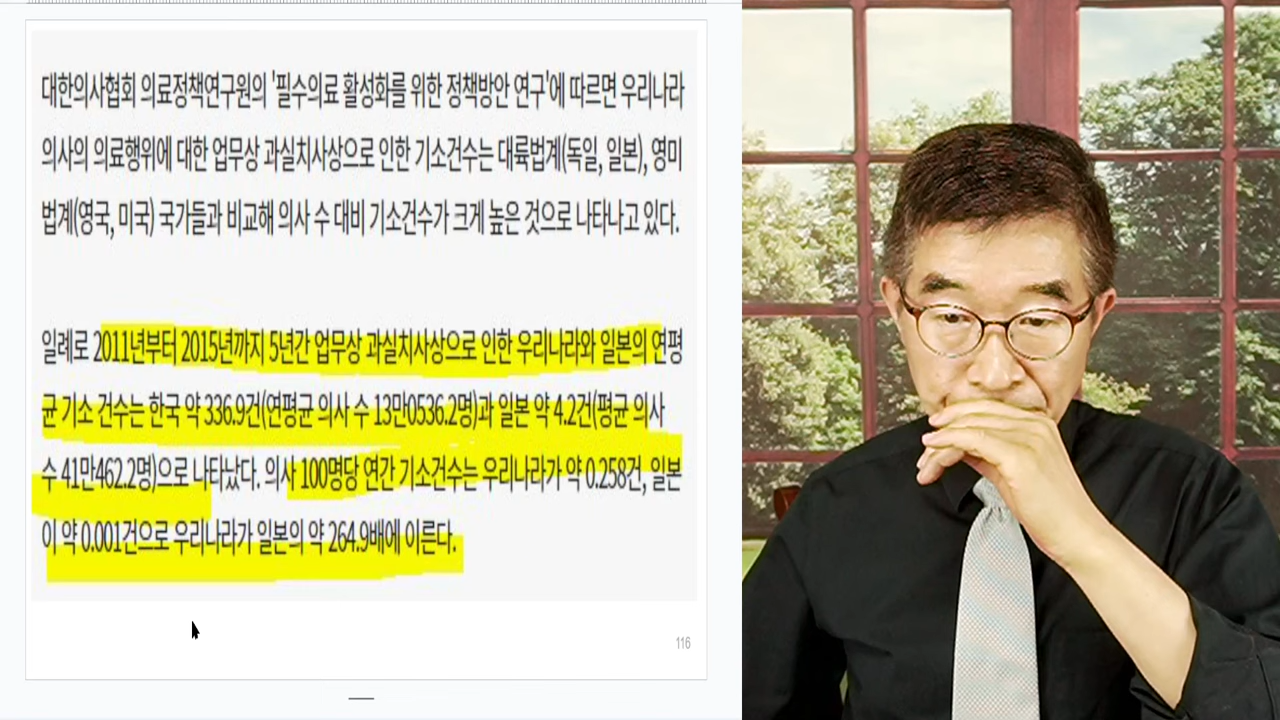 대한의사협회 의료정책연구원의 '필수의료 활성화를 위한 정책방안 연구'에 따르면 우리나라
의사의 의료행위에 대한 업무상 과실치사상으로 인한 기소건수는 대륙법계(독일, 일본), 영미
법계(영국, 미국) 국가들과 비교해 의사 수 대비 기소건수가 크게 높은 것으로 나타나고 있다.
일례로 2011년부터 2015년까지 5년간 업무상 과실치사상으로 인한 우리나라와 일본의 연평
균 기소 건수는 한국 약 336.9건(연평균 의사 수 13만0536.2명)과 일본 약 4.2건(평균 의사
수 41만462.2명)으로 나타났다. 의사 100명당 연간 기소건수는 우리나라가 약 0.258건, 일본
이 약 0.001건으로 우리나라가 일본의 약 264.9배에 이른다.
116